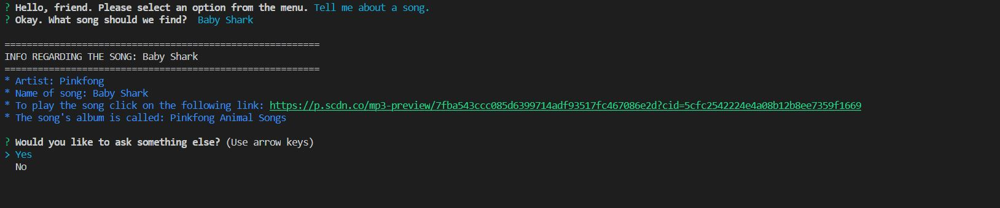 ? Hello, friend. Please select an option from the menu. Tell me about a song.
? Okay. What song should we find?  Baby Shark
=========================================================
INFO REGARDING THE SONG: Baby Shark
=========================================================
* Artist: Pinkfong
* Name of song: Baby Shark
* To play the song click on the following link: https://p.scdn.co/mp3-preview/7fba543ccc085d6399714adf93517fc467086e2d?cid=5cfc2542224e4a08b12b8ee7359f1669
* The song's album is called: Pinkfong Animal Songs
? Would you like to ask something else? (Use arrow keys)
> Yes
No